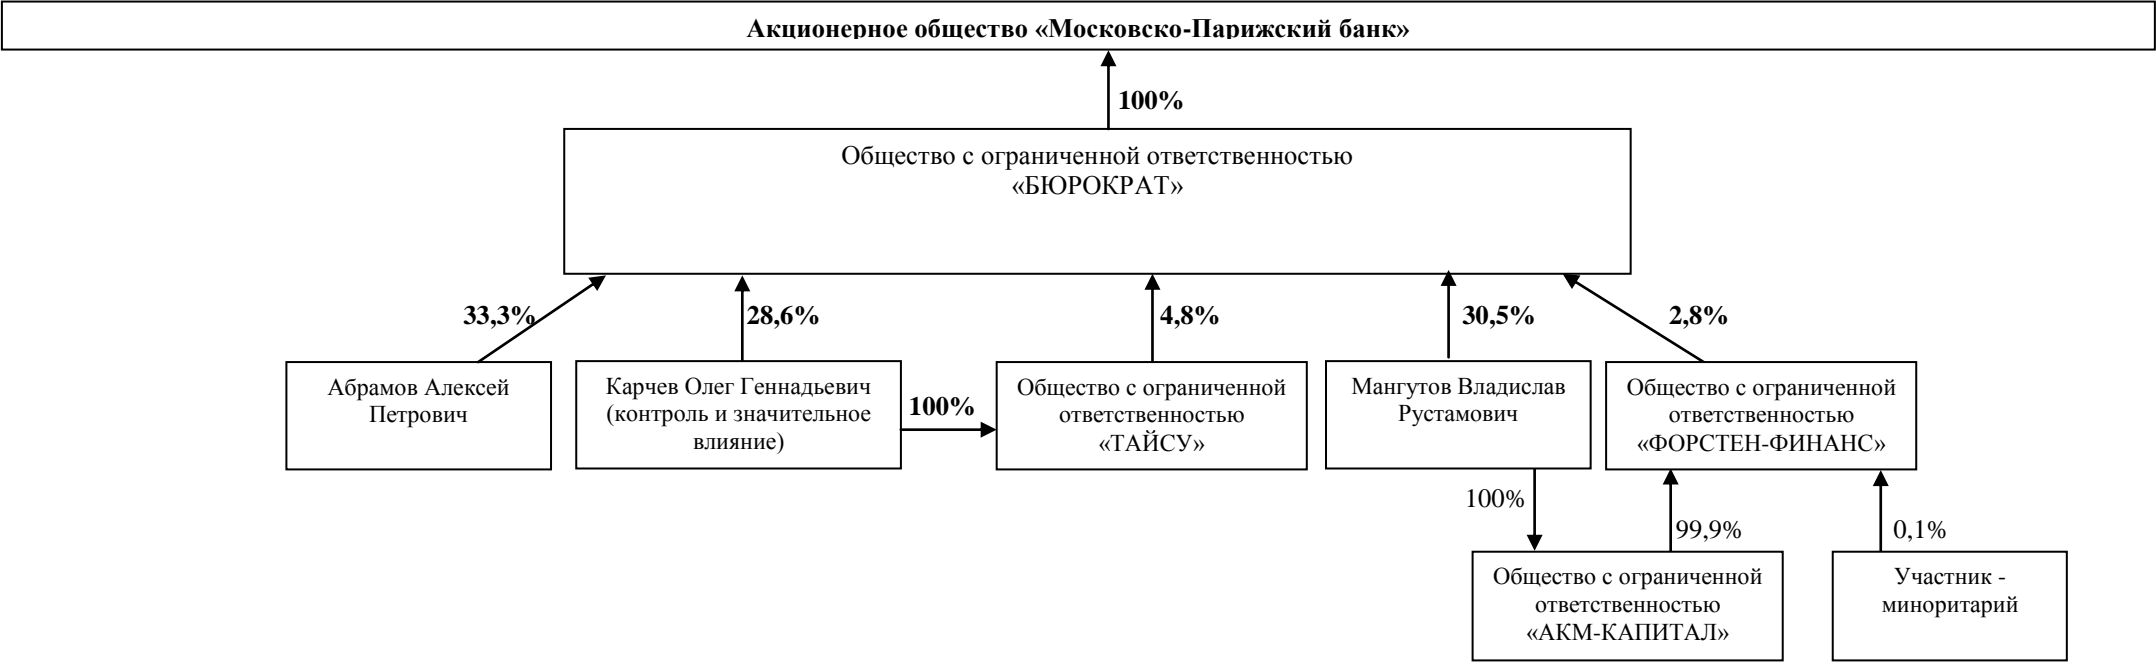 Акционерное общество «Московско-Парижский банк»
100%
Общество с ограниченной ответственностью
«БЮРОКРАТ»
33,3%
28,6%
4,8%
30,5%
2,8%
Абрамов Алексей
Петрович
Карчев Олег Геннадьевич
(контроль и значительное
влияние)
100%
Общество с ограниченной
ответственностью
«ТАЙСУ»
Мангутов Владислав
Рустамович
Общество с ограниченной
ответственностью
«ФОРСТЕН-ФИНАНС»
100%
99,9%
0,1%
Общество с ограниченной
ответственностью
«АКМ-КАПИТАЛ»
Участник -
миноритарий